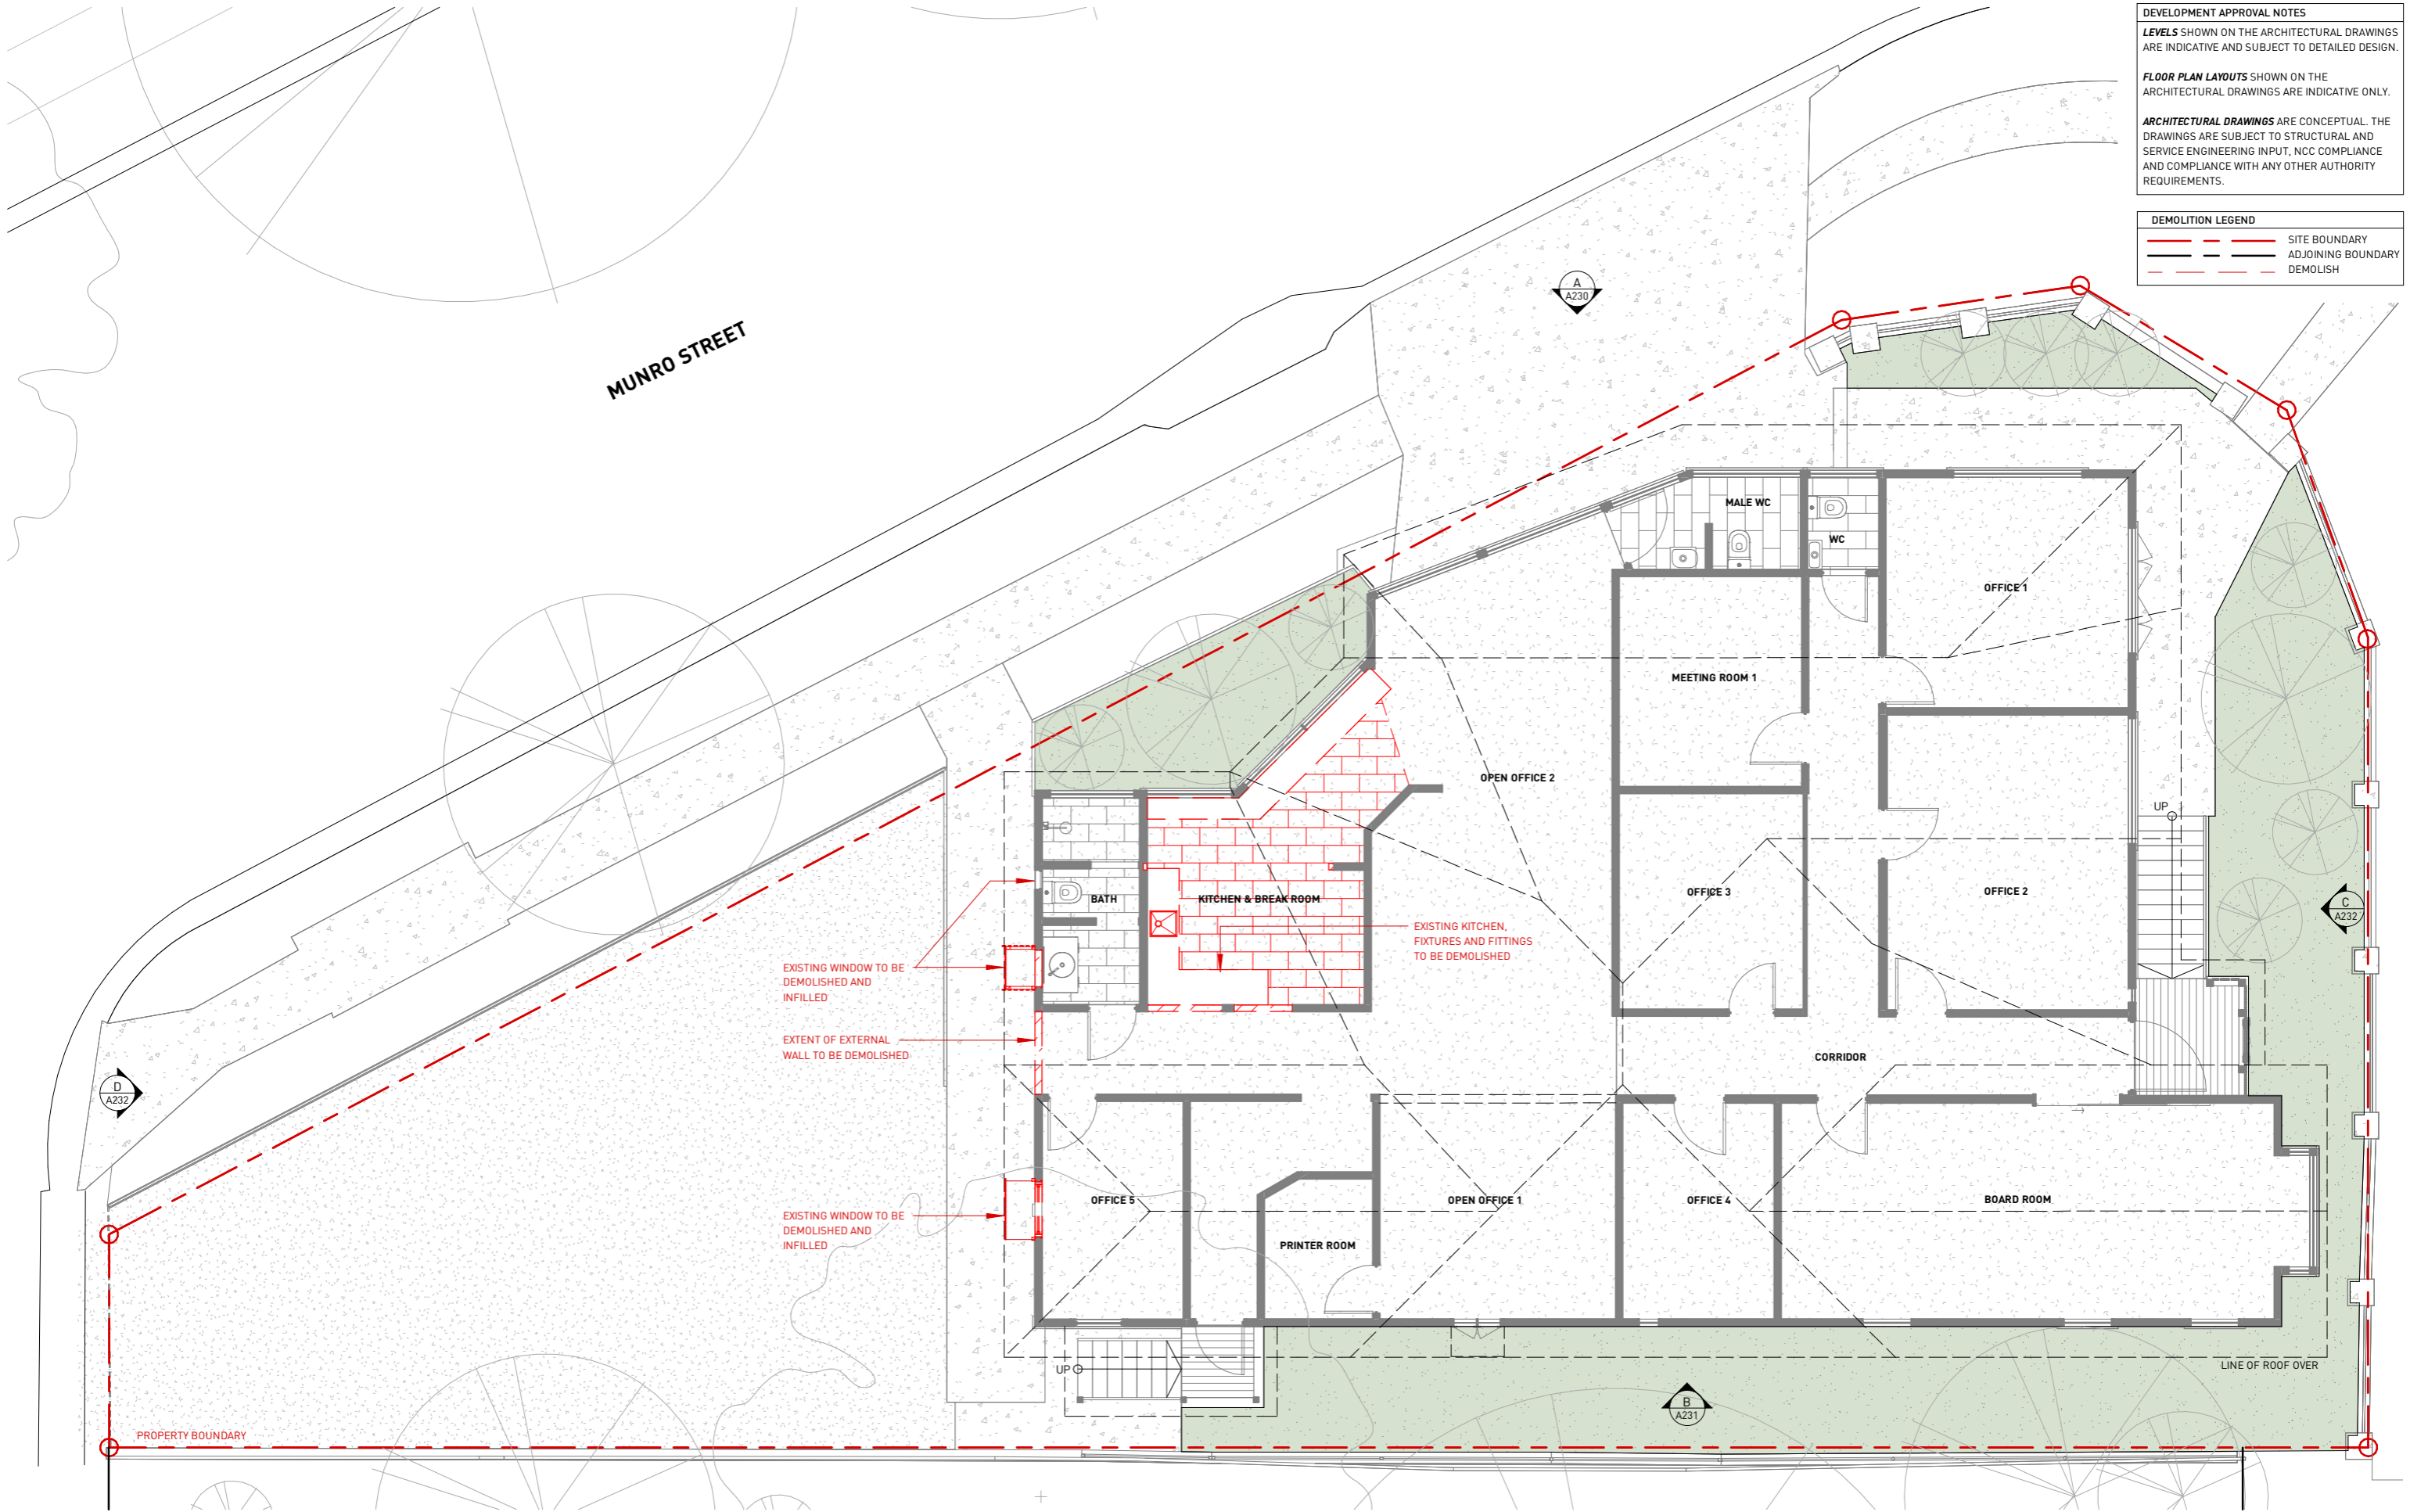 DEVELOPMENT APPROVAL NOTES
LEVELS SHOWN ON THE ARCHITECTURAL DRAWINGS
ARE INDICATIVE AND SUBJECT TO DETAILED DESIGN.
FLOOR PLAN LAYOUTS SHOWN ON THE
ARCHITECTURAL DRAWINGS ARE INDICATIVE ONLY.
ARCHITECTURAL DRAWINGS ARE CONCEPTUAL. THE
DRAWINGS ARE SUBJECT TO STRUCTURAL AND
SERVICE ENGINEERING INPUT, NCC COMPLIANCE
AND COMPLIANCE WITH ANY OTHER AUTHORITY
REQUIREMENTS.
DEMOLITION LEGEND
SITE BOUNDARY
ADJOINING BOUNDARY
DEMOLISH
A
A230
MUNRO STREET
MALE WC
WC
OFFICE 1
MEETING ROOM 1
OPEN OFFICE 2
UP
BATH
KITCHEN & BREAK ROOM
OFFICE 3
OFFICE 2
C
A232
EXISTING KITCHEN,
FIXTURES AND FITTINGS
TO BE DEMOLISHED
EXISTING WINDOW TO BE
DEMOLISHED AND
INFILLED
EXTENT OF EXTERNAL
WALL TO BE DEMOLISHED
CORRIDOR
D
A232
OFFICE 5
OPEN OFFICE 1
OFFICE 4
BOARD ROOM
EXISTING WINDOW TO BE
DEMOLISHED AND
INFILLED
PRINTER ROOM
UP
LINE OF ROOF OVER
B
A231
PROPERTY BOUNDARY